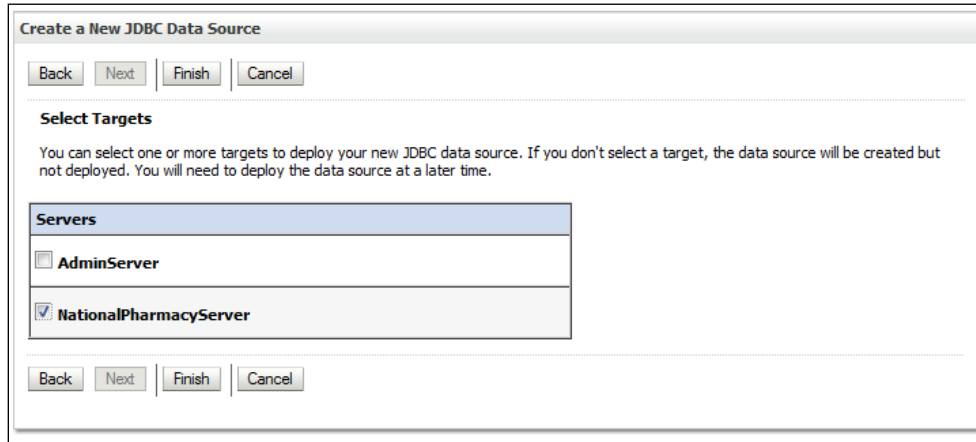 Create a New JDBC Data Source
Back Next Finish Cancel
Select Targets
You can select one or more targets to deploy your new JDBC data source. If you don't select a target, the data source will be created but
not deployed. You will need to deploy the data source at a later time.
Servers
AdminServer
NationalPharmacyServer
Back Next Finish Cancel